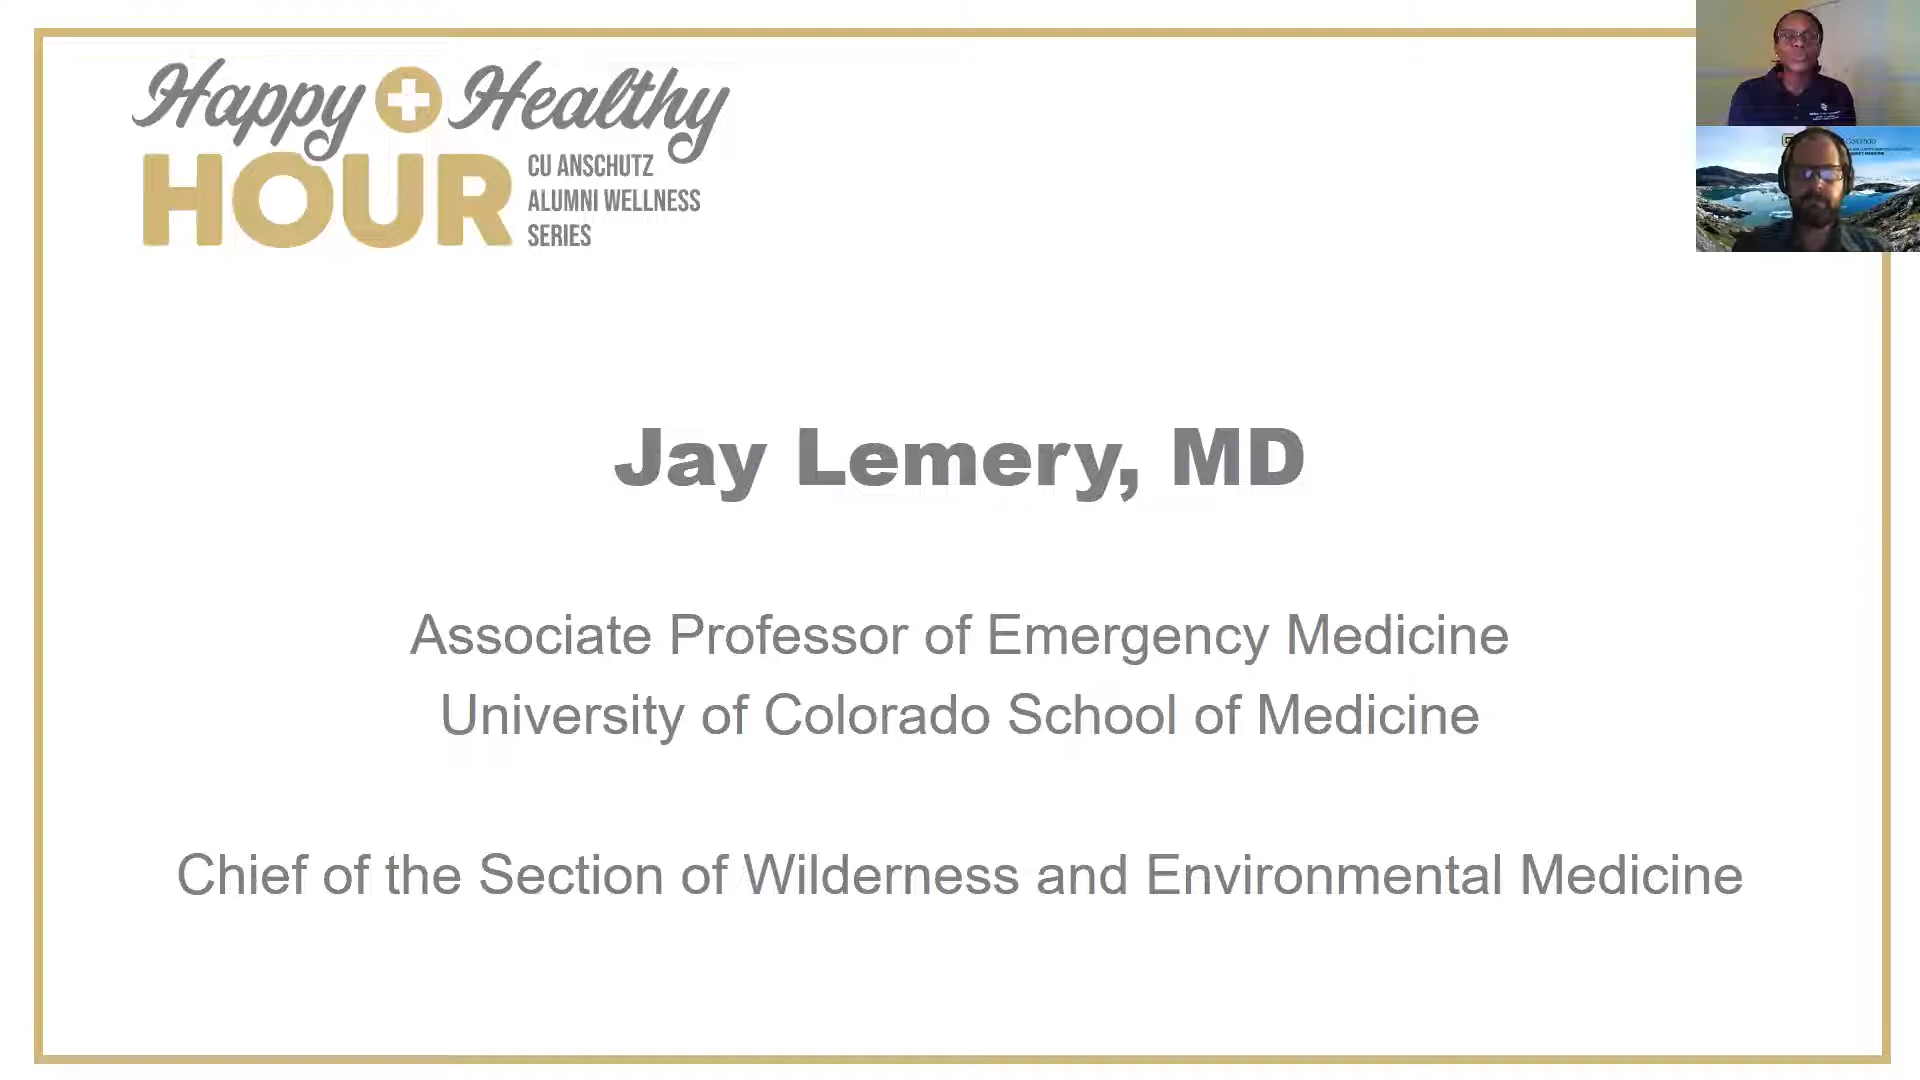 Happy + Healthy
HOUR
CU ANSCHUTZ
ALUMNI WELLNESS
SERIES
Jay Lemery, MD
Associate Professor of Emergency Medicine
University of Colorado School of Medicine
Chief of the Section of Wilderness and Environmental Medicine